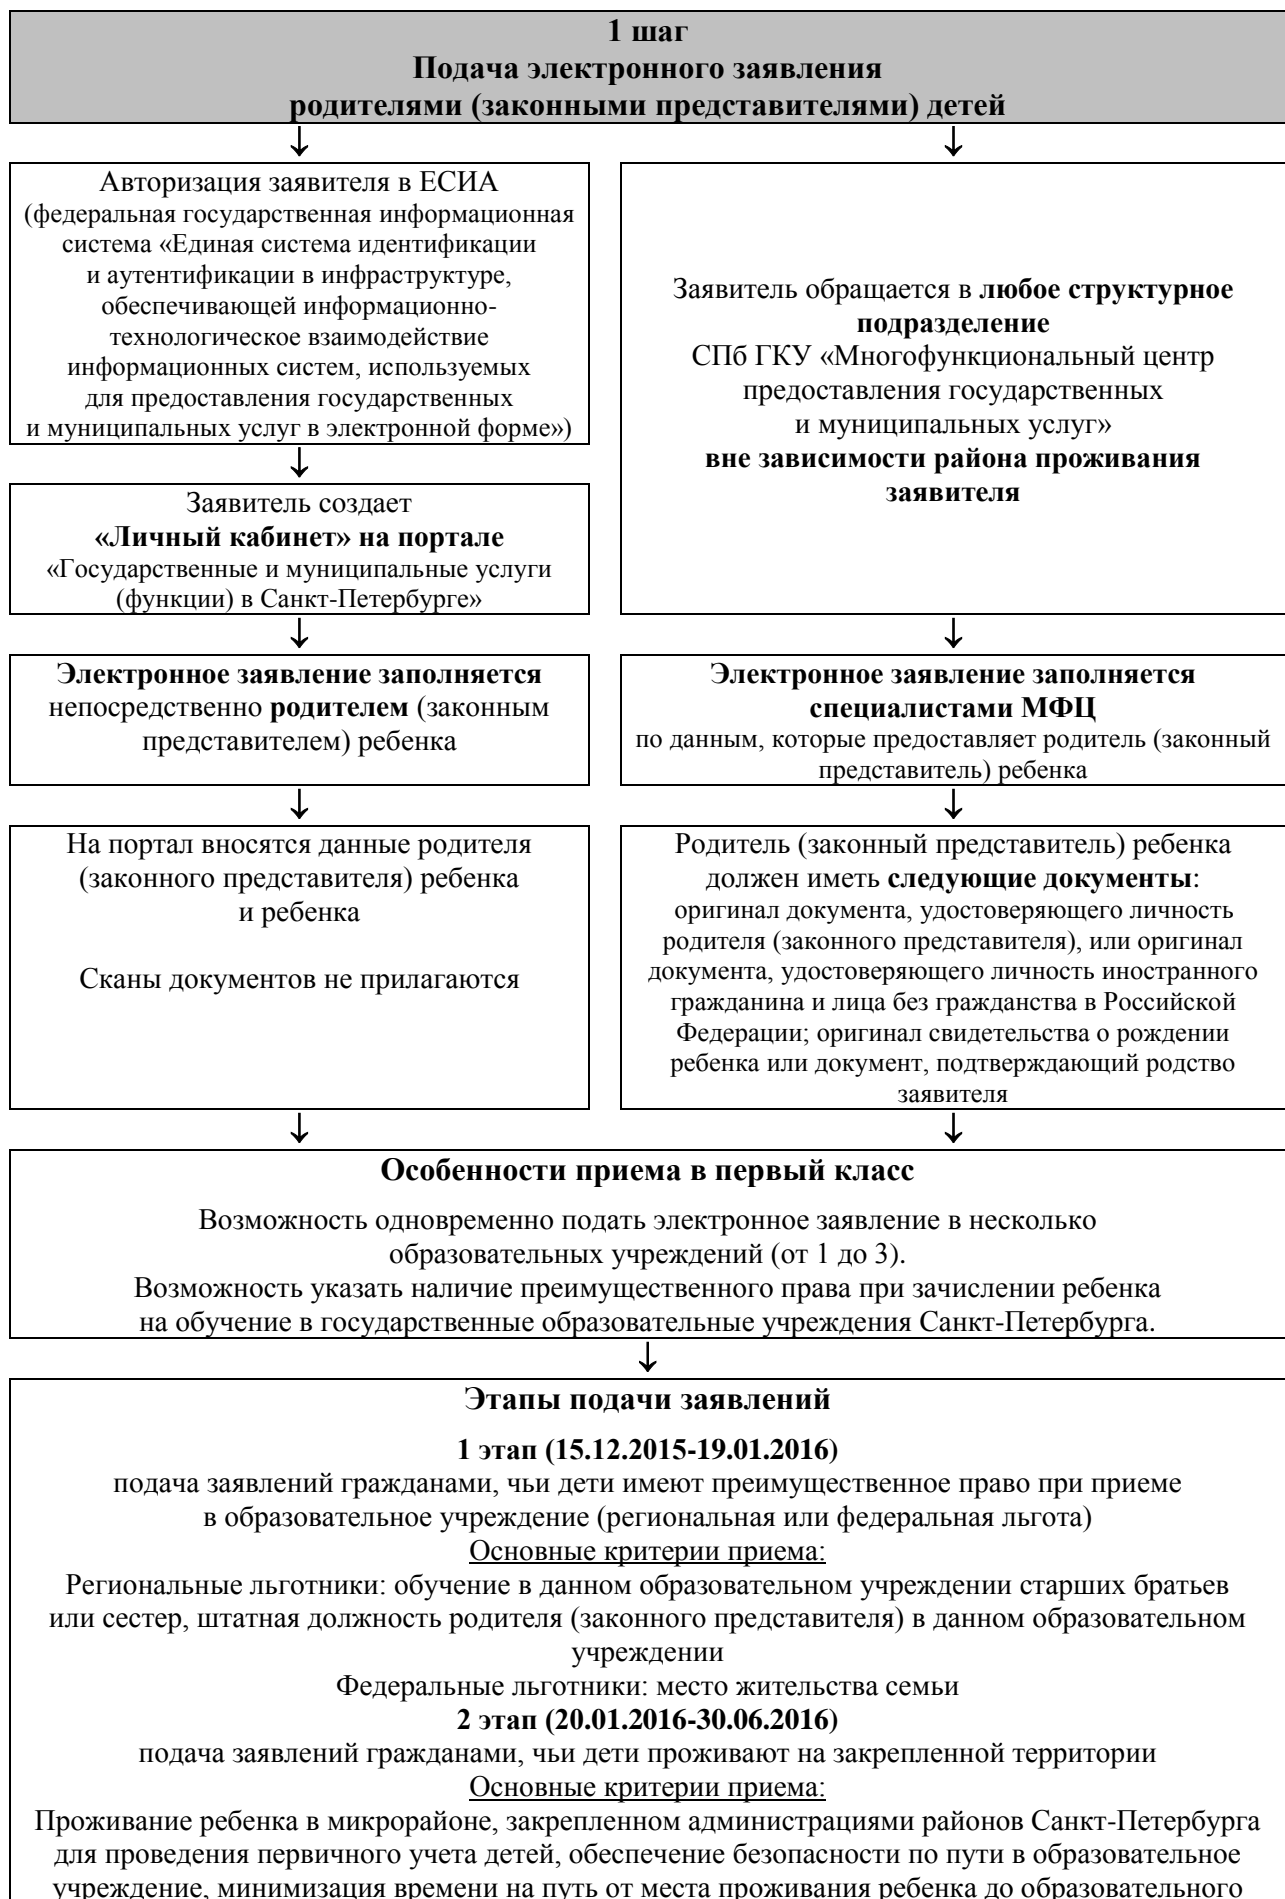 1 шаг
Подача электронного заявления
родителями (законными представителями) детей
Авторизация заявителя в ЕСИА
(федеральная государственная информационная
система «Единая система идентификации
и аутентификации в инфраструктуре,
обеспечивающей информационно-
технологическое взаимодействие
информационных систем, используемых
для предоставления государственных
и муниципальных услуг в электронной форме»)
Заявитель создает
«Личный кабинет» на портале
«Государственные и муниципальные услуги
(функции) в Санкт-Петербурге»
Электронное заявление заполняется
непосредственно родителем (законным
представителем) ребенка
На портал вносятся данные родителя
(законного представителя) ребенка
и ребенка
Сканы документов не прилагаются
Заявитель обращается в любое структурное
подразделение
СПб ГКУ «Многофункциональный центр
предоставления государственных
и муниципальных услуг»
вне зависимости района проживания
заявителя
Электронное заявление заполняется
специалистами МФЦ
по данным, которые предоставляет родитель (законный
представитель) ребенка
Родитель (законный представитель) ребенка
должен иметь следующие документы:
оригинал документа, удостоверяющего личность
родителя (законного представителя), или оригинал
документа, удостоверяющего личность иностранного
гражданина и лица без гражданства в Российской
Федерации; оригинал свидетельства о рождении
ребенка или документ, подтверждающий родство
заявителя
Особенности приема в первый класс
Возможность одновременно подать электронное заявление в несколько
образовательных учреждений (от 1 до 3).
Возможность указать наличие преимущественного права при зачислении ребенка
на обучение в государственные образовательные учреждения Санкт-Петербурга.
Этапы подачи заявлений
1 этап (15.12.2015-19.01.2016)
подача заявлений гражданами, чьи дети имеют преимущественное право при приеме
в образовательное учреждение (региональная или федеральная льгота)
Основные критерии приема:
Региональные льготники: обучение в данном образовательном учреждении старших братьев
или сестер, штатная должность родителя (законного представителя) в данном образовательном
учреждении
Федеральные льготники: место жительства семьи
2 этап (20.01.2016-30.06.2016)
подача заявлений гражданами, чьи дети проживают на закрепленной территории
Основные критерии приема:
Проживание ребенка в микрорайоне, закрепленном администрациями районов Санкт-Петербурга
для проведения первичного учета детей, обеспечение безопасности по пути в образовательное
учреждение, минимизация времени на путь от места проживания ребенка до образовательного